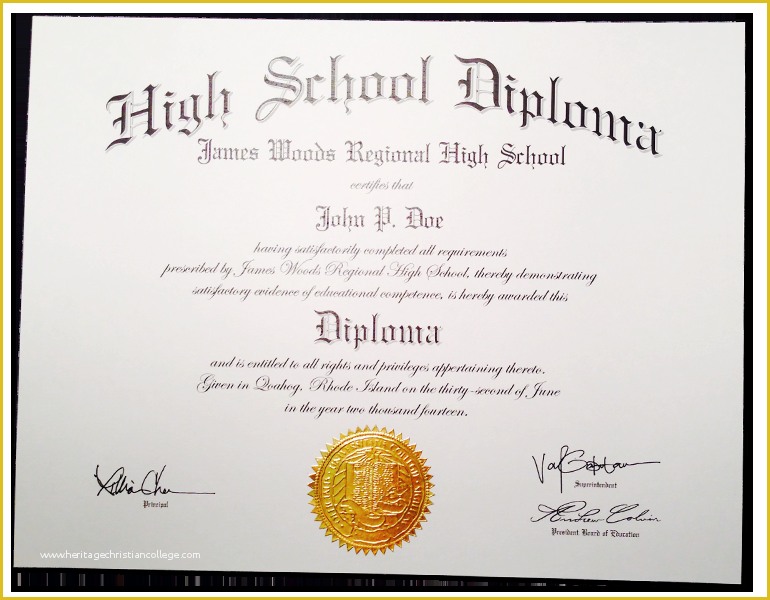 High School Diploma
James Woods Regional High School
certifies that
John P. Doe
having satisfactorily completed all requirements
prescribed by James Woods Regional High School, thereby demonstrating
satisfactory evidence of educational competence, is hereby awarded this
Diploma
and is entitled to all rights and privileges appertaining thereto.
Given in Qoahog, Rhode Island on the thirty-second of June
in the year two thousand fourteen.
Principal
Superintendent
Andrew Colvin
President Board of Education
www.heritagechristiancollege.com